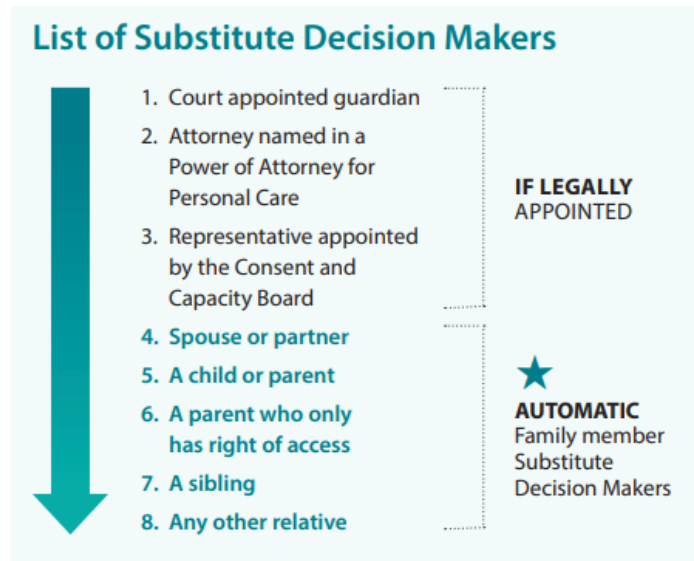 List of Substitute Decision Makers
1. Court appointed guardian
2. Attorney named in a
Power of Attorney for
Personal Care
3. Representative appointed
by the Consent and
Capacity Board
IF LEGALLY
APPOINTED
4. Spouse or partner
5. A child or parent
6. A parent who only
has right of access
7. A sibling
8. Any other relative
AUTOMATIC
Family member
Substitute
Decision Makers